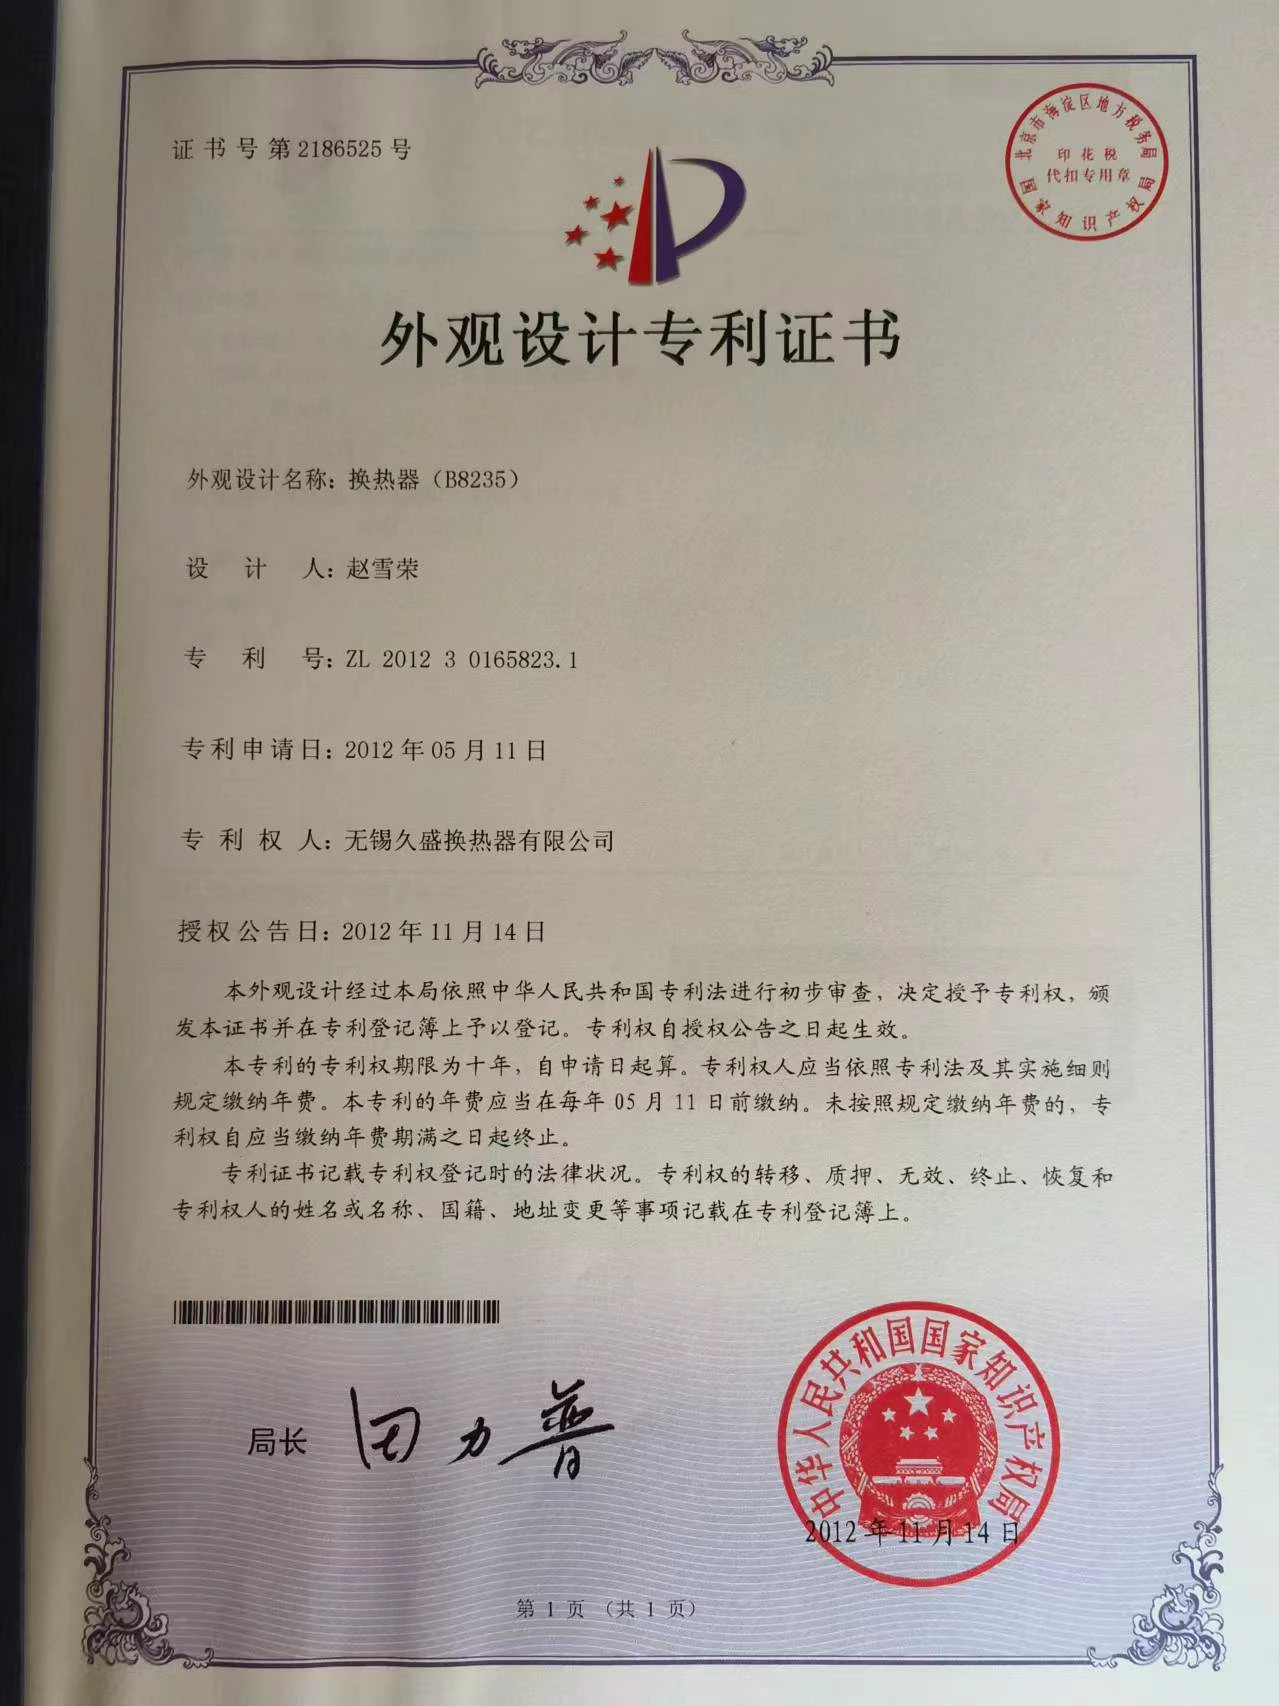 证书号第2186525号
北京市海淀区地方税务局
印花税
代扣专用章
国家知识产权局
外观设计专利证书
外观设计名称：换热器（B8235）
设计人：赵雪荣
专利号：ZL 2012 3 0165823.1
专利申请日：2012年05月11日
专利权人：无锡久盛换热器有限公司
授权公告日：2012年11月14日
本外观设计经过本局依照中华人民共和国专利法进行初步审查，决定授予专利权，颁
发本证书并在专利登记簿上予以登记。专利权自授权公告之日起生效。
本专利的专利权期限为十年，自申请日起算。专利权人应当依照专利法及其实施细则
规定缴纳年费。本专利的年费应当在每年05月11日前缴纳。未按照规定缴纳年费的，专
利权自应当缴纳年费期满之日起终止。
专利证书记载专利权登记时的法律状况。专利权的转移、质押、无效、终止、恢复和
专利权人的姓名或名称、国籍、地址变更等事项记载在专利登记簿上。
局长 田力普
中华人民共和国国家知识产权局
2012年11月14日
第1页（共1页）